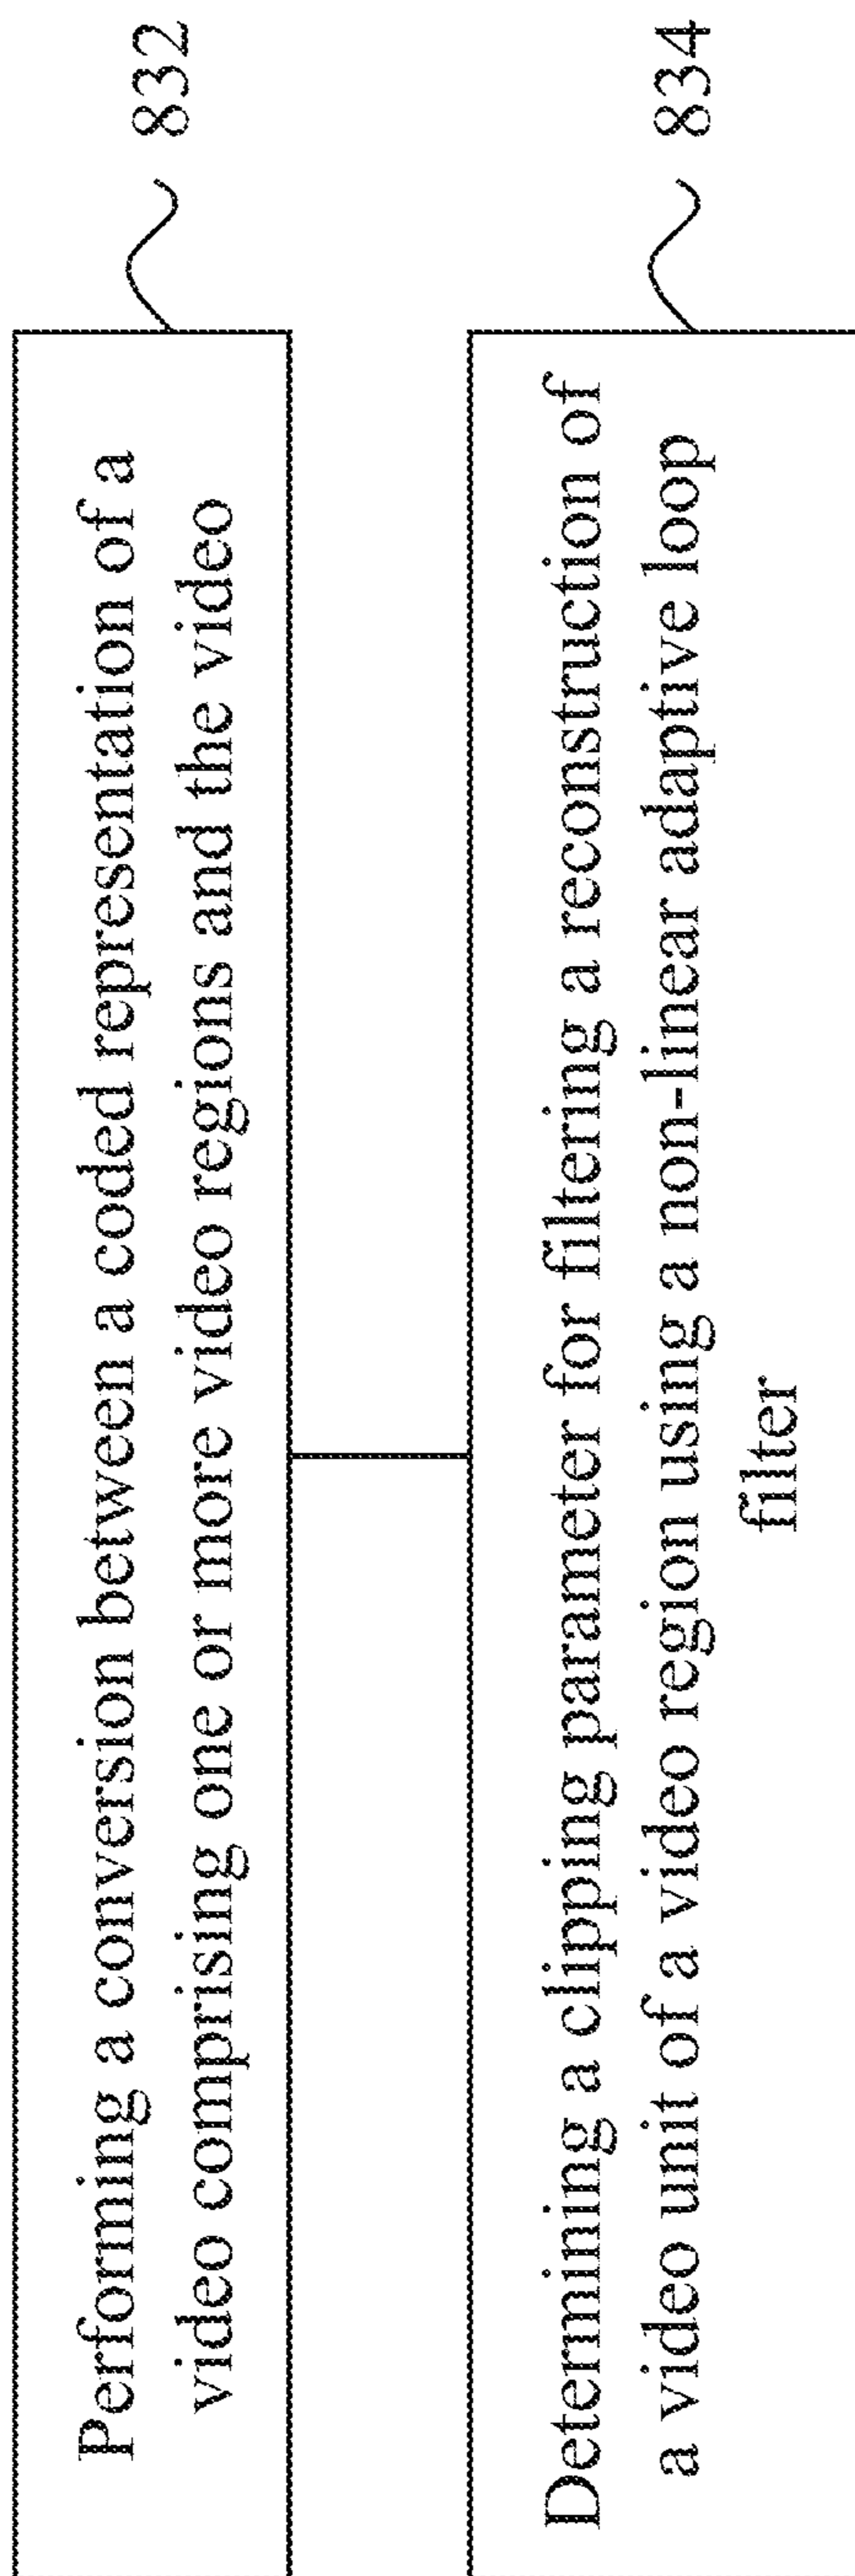 Performing a conversion between a coded representation of a
video comprising one or more video regions and the video
832
Determining a clipping parameter for filtering a reconstruction of
a video unit of a video region using a non-linear adaptive loop
filter
834